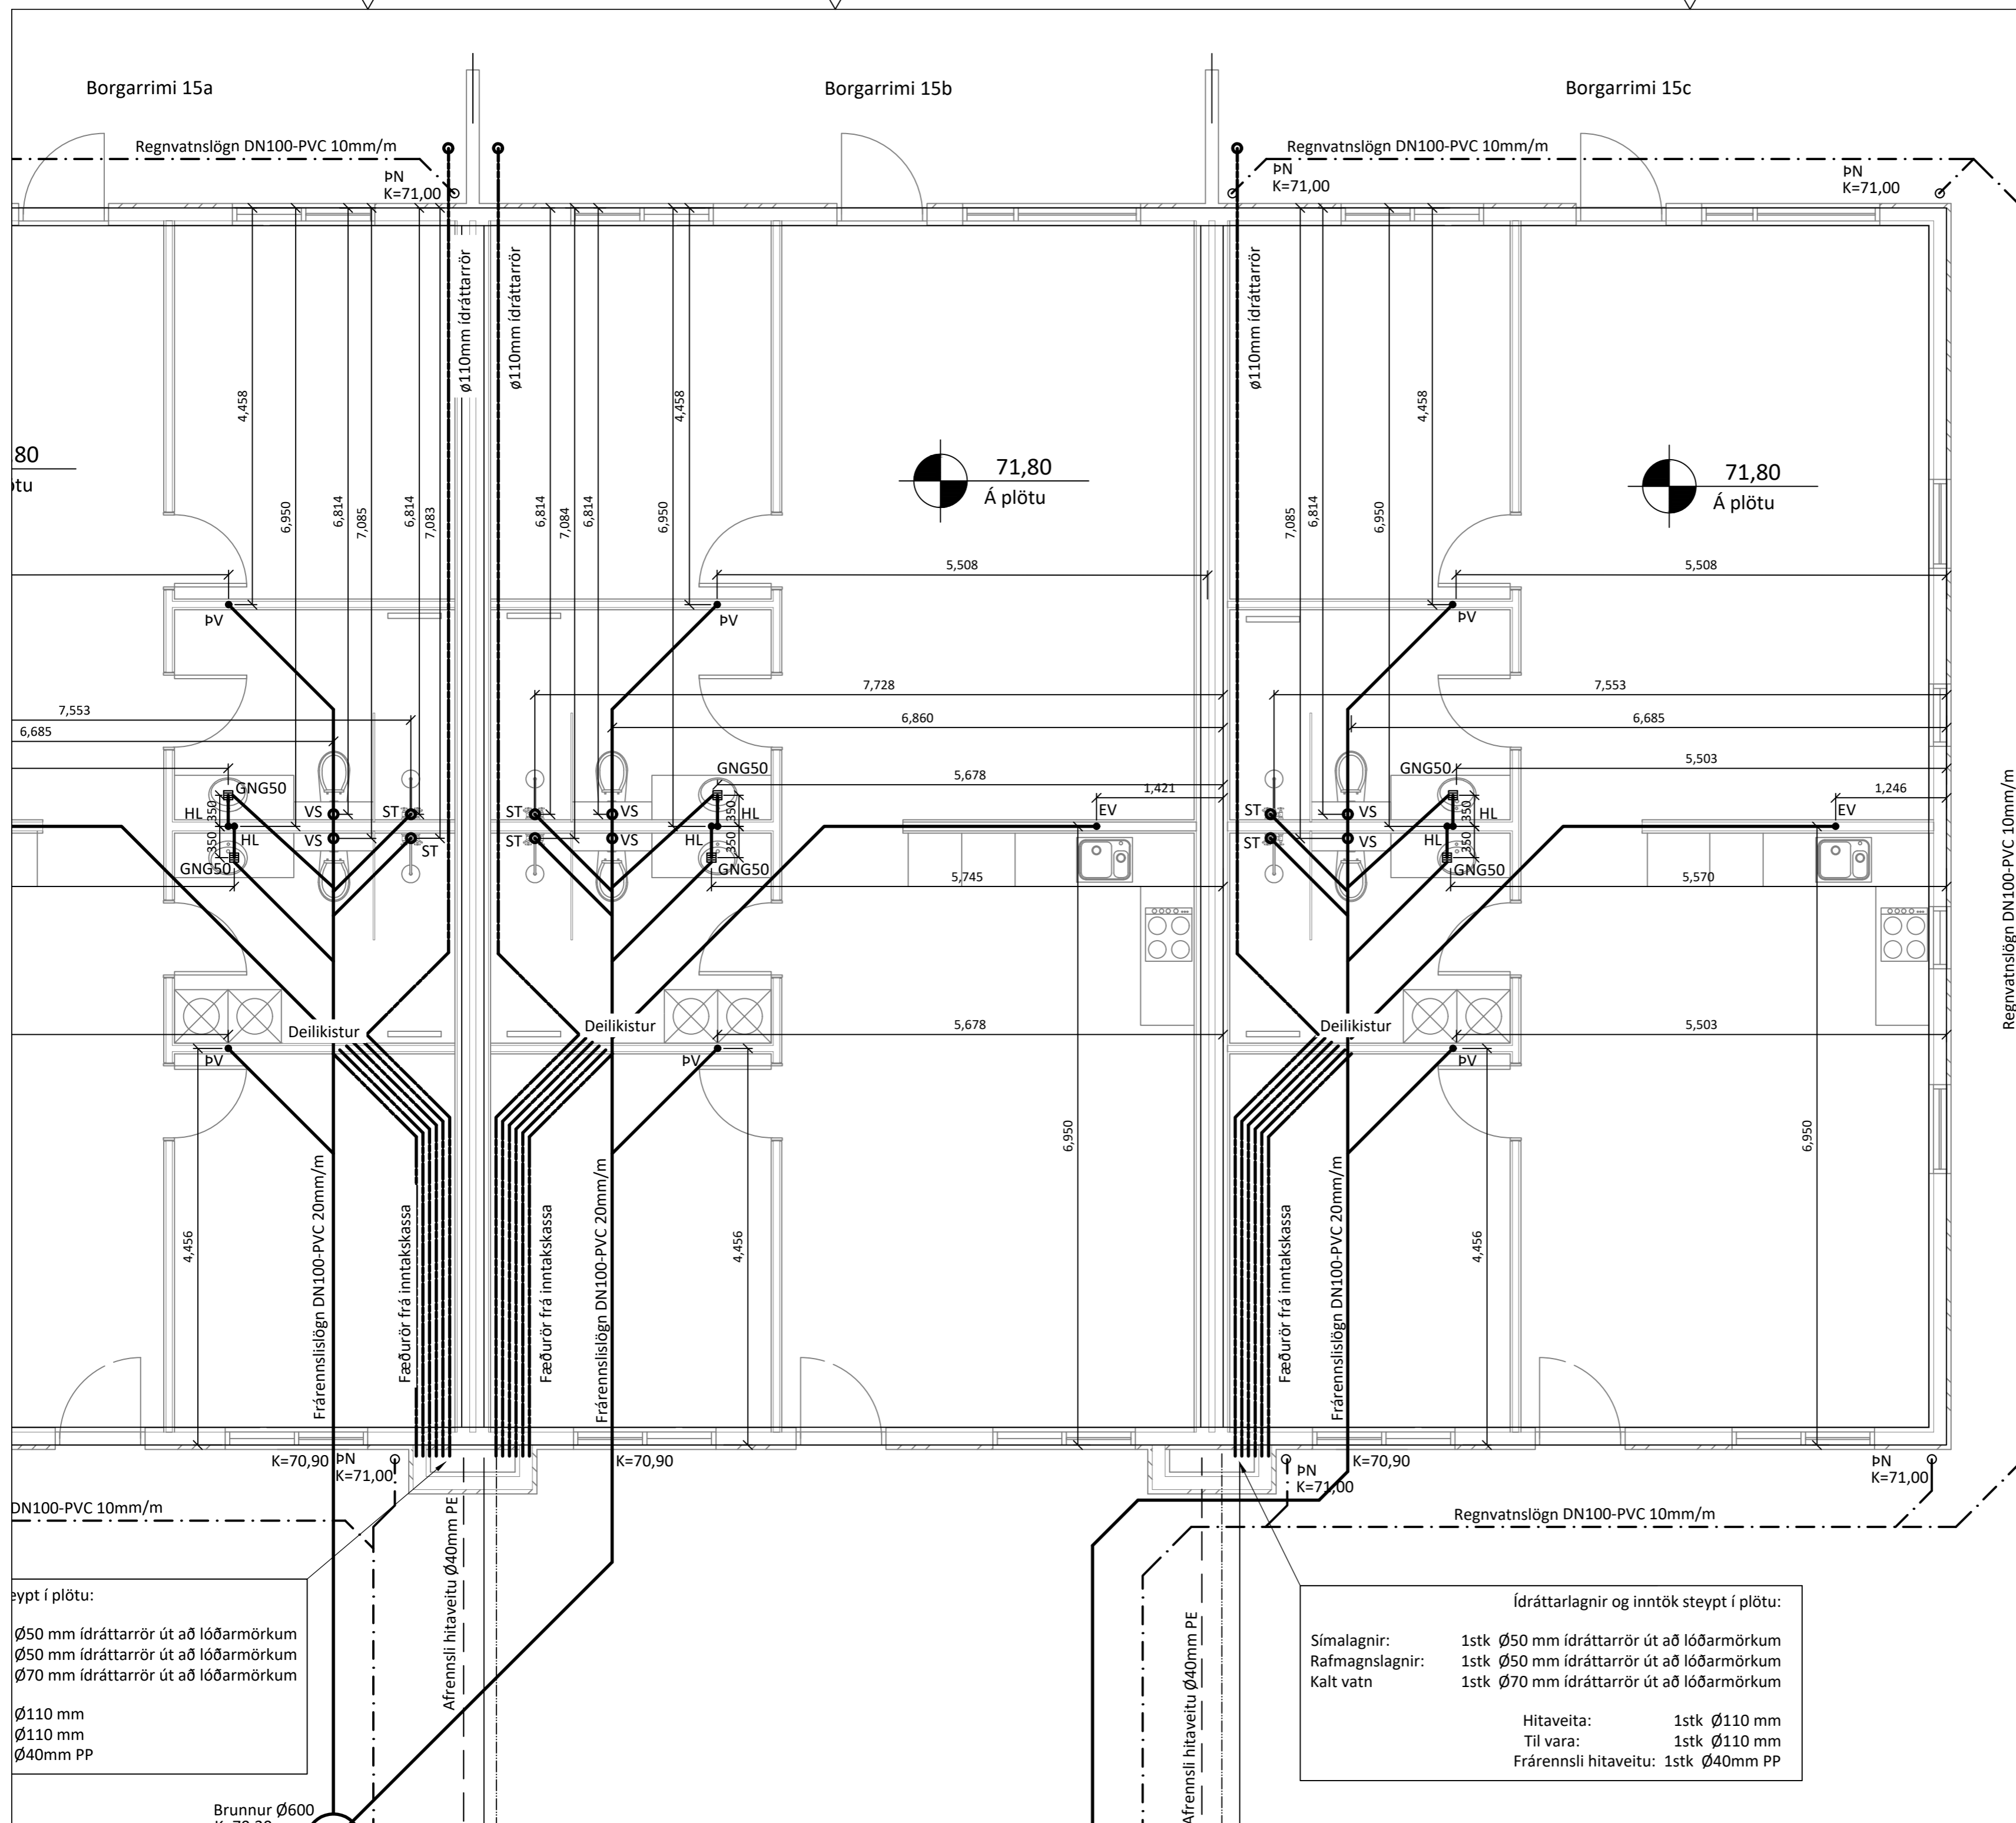 Borgarrimi 15a
Borgarrimi 15b
Borgarrimi 15c
Regnvatnslögn DN100-PVC 10mm/m
Regnvatnslögn DN100-PVC 10mm/m
ÞN
K=71,00
ÞN
K=71,00
ÞN
K=71,00
ø110mm ídráttarrör
ø110mm ídráttarrör
ø110mm ídráttarrör
4,458
6,950
6,814
7,085
6,814
7,083
6,814
7,084
6,814
6,950
4,458
7,085
6,814
6,950
4,458
80
71,80
Á plötu
71,80
Á plötu
5,508
5,508
ÞV
ÞV
ÞV
7,553
7,728
7,553
6,685
6,860
6,685
GNG50
GNG50
GNG50
5,678
5,503
1,421
1,246
EV
EV
HL
350
VS
ST
ST
VS
350
HL
ST
VS
350
HL
350
HL
VS
ST
ST
VS
HL
350
ST
VS
350
GNG50
GNG50
GNG50
5,745
5,570
Regnvatnslögn DN100-PVC 10mm/m
Deilikistur
Deilikistur
Deilikistur
5,678
5,503
ÞV
ÞV
ÞV
6,950
6,950
4,456
4,456
4,456
Frárennslislögn DN100-PVC 20mm/m
Fæðurör frá inntakskassa
Fæðurör frá inntakskassa
Frárennslislögn DN100-PVC 20mm/m
Fæðurör frá inntakskassa
Frárennslislögn DN100-PVC 20mm/m
K=70,90
ÞN
K=71,00
K=70,90
ÞN
K=71,00
K=70,90
ÞN
K=71,00
DN100-PVC 10mm/m
Regnvatnslögn DN100-PVC 10mm/m
Afrennsli hitaveitu Ø40mm PE
Afrennsli hitaveitu Ø40mm PE
í plötu:
Ø50 mm ídráttarrör út að lóðarmörkum
Ø50 mm ídráttarrör út að lóðarmörkum
Ø70 mm ídráttarrör út að lóðarmörkum
Ø110 mm
Ø110 mm
Ø40mm PP
Ídráttarlagnir og inntök steypt í plötu:
Símalagnir: 1stk Ø50 mm ídráttarrör út að lóðarmörkum
Rafmagnslagnir: 1stk Ø50 mm ídráttarrör út að lóðarmörkum
Kalt vatn 1stk Ø70 mm ídráttarrör út að lóðarmörkum
Hitaveita: 1stk Ø110 mm
Til vara: 1stk Ø110 mm
Frárennsli hitaveitu: 1stk Ø40mm PP
Brunnur Ø600